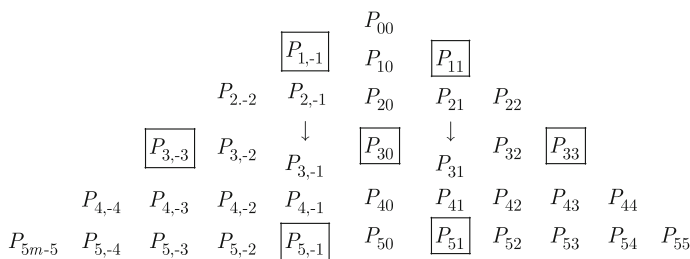 P00
P1,-1 P10 P11
P2.-2 P2,-1 P20 P21 P22
↓ ↓
P3,-3 P3,-2 P3,-1 P30 P31 P32 P33
P4,-4 P4,-3 P4,-2 P4,-1 P40 P41 P42 P43 P44
P5m-5 P5,-4 P5,-3 P5,-2 P5,-1 P50 P51 P52 P53 P54 P55